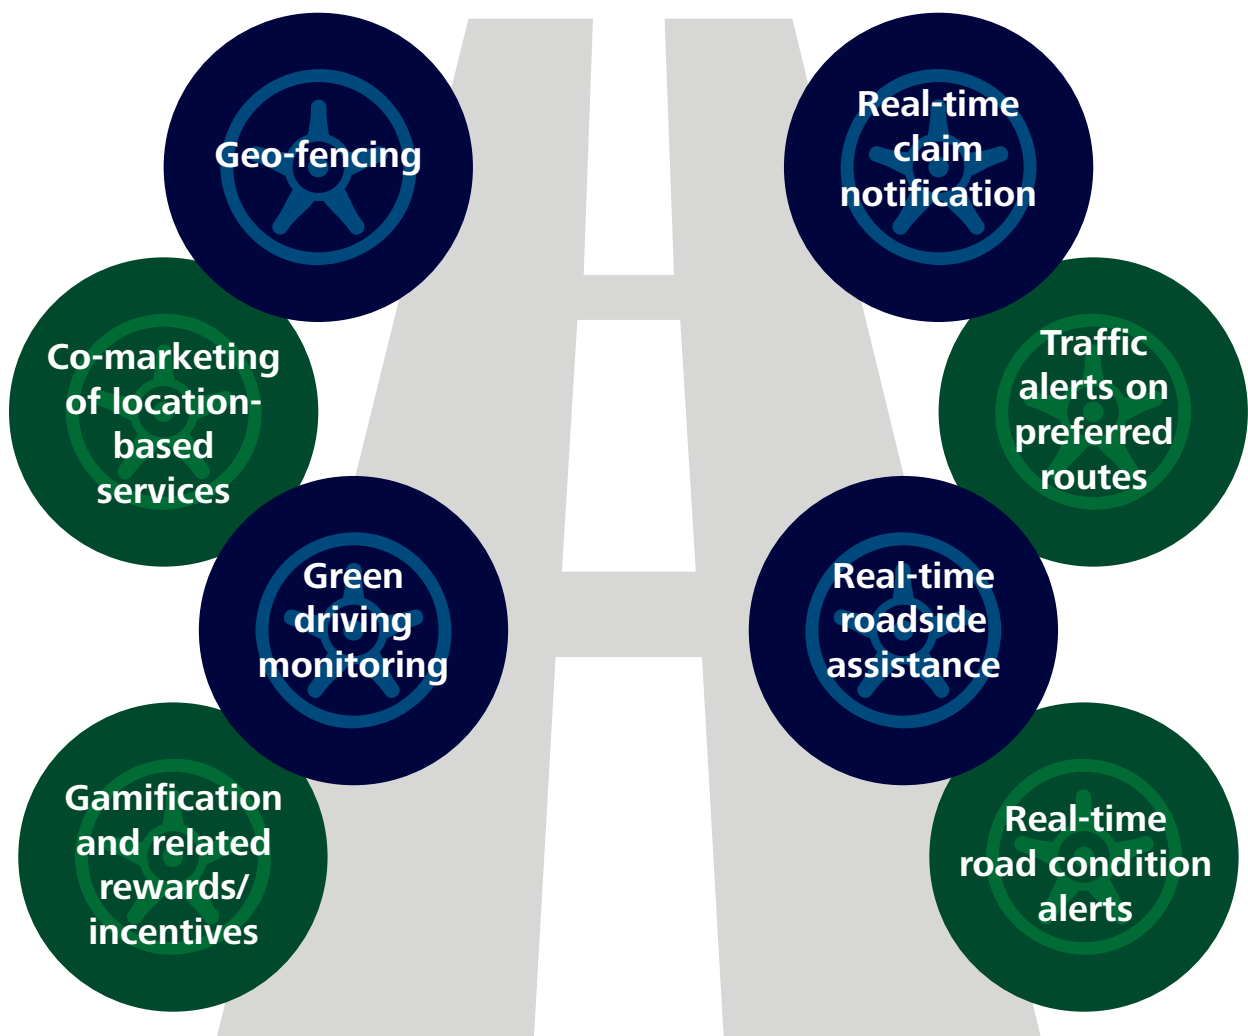 Geo-fencing
Real-time
claim
notification
Co-marketing
of location-
based
services
Traffic
alerts on
preferred
routes
Green
driving
monitoring
Real-time
roadside
assistance
Gamification
and related
rewards/
incentives
Real-time
road condition
alerts